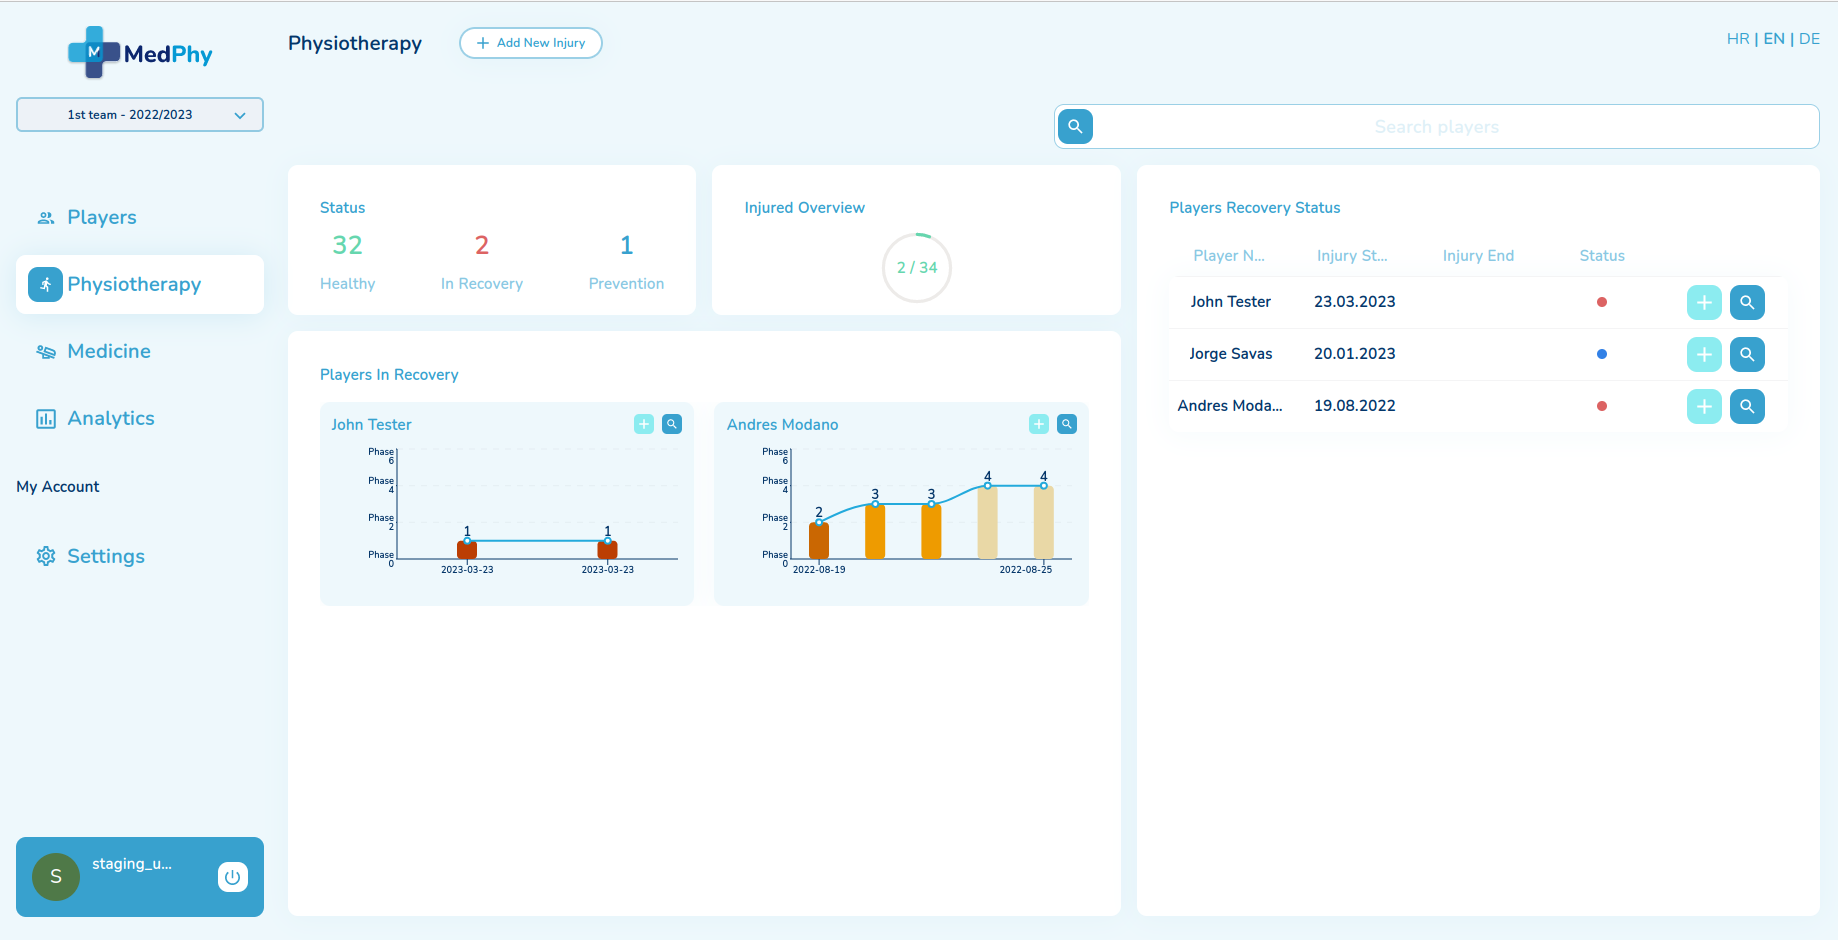 M MedPhy
Physiotherapy
Add New Injury
HR | EN | DE
1st team - 2022/2023
Search players
Players
Physiotherapy
Medicine
Analytics
My Account
Settings
staging_u...
S
Status
32 2 1
Healthy In Recovery Prevention
Injured Overview
2 / 34
Players In Recovery
John Tester
Phase
6
Phase
4
Phase
2
Phase
0
1 1
2023-03-23 2023-03-23
Andres Modano
Phase
6
Phase
4
Phase
2
Phase
0
2 3 3 4 4
2022-08-19 2022-08-25
Players Recovery Status
Player N... Injury St... Injury End Status
John Tester 23.03.2023
Jorge Savas 20.01.2023
Andres Moda... 19.08.2022